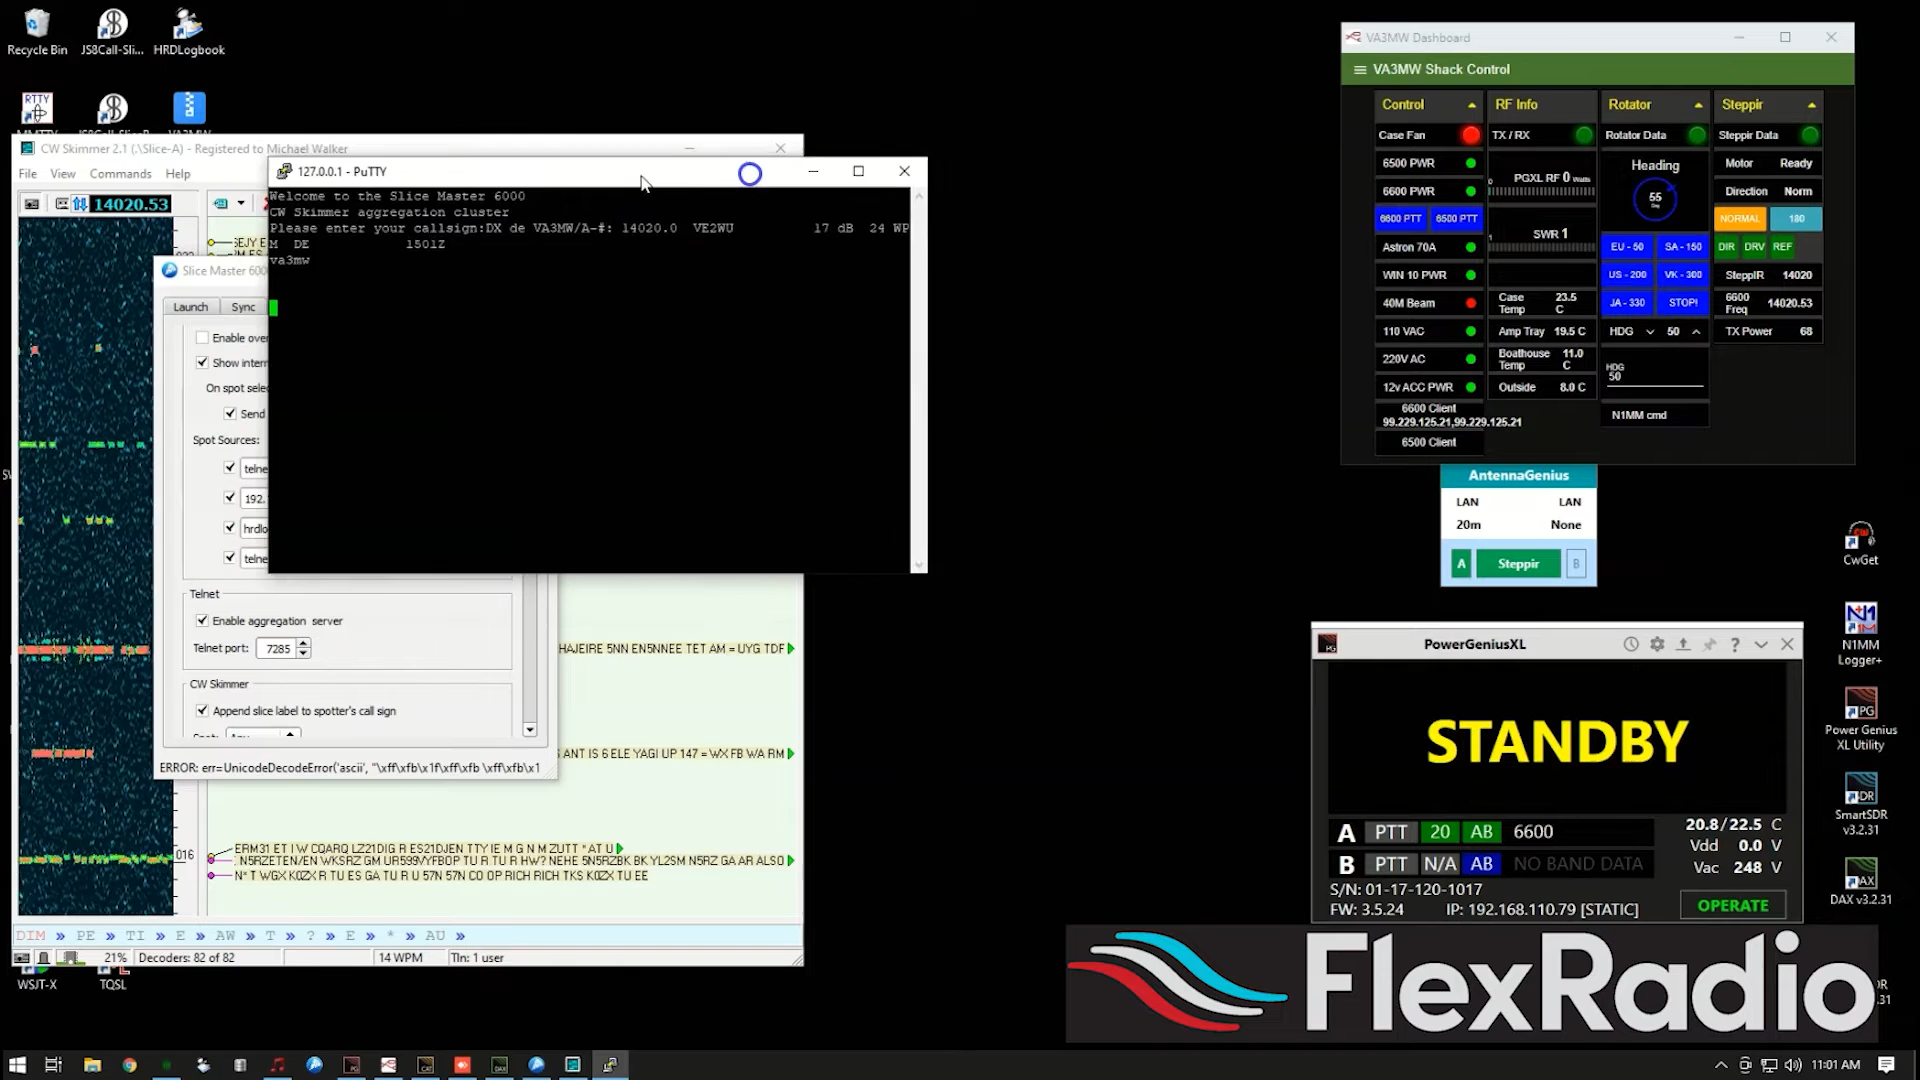 Recycle Bin
JS8Call-Sli...
HRDLogbook
RTTY
CW Skimmer 2.1 (.\Slice-A) - Registered to Michael Walker
File View Commands Help
14020.53
127.0.0.1 - PuTTY
Welcome to the Slice Master 6000
CW Skimmer aggregation cluster
Please enter your callsign:DX de VA3MW/A-#: 14020.0 VE2WU 17 dB 24 WP
M DE 1501Z
va3mw
Slice Master 6000
Launch
Sync
Enable over
Show intern
On spot selec
Send
Spot Sources:
telne
192.
hrdlo
telne
Telnet
Enable aggregation server
Telnet port: 7285
CW Skimmer
Append slice label to spotter's call sign
ERROR: err=UnicodeDecodeError('ascii', "\xff\xfb\x1f\xff\xfb \xff\xfb\x1
HAJEIRE 5NN EN5NNEE TET AM = UYG TDF
ANT IS 6 ELE YAGI UP 147 = WX FB WA RM
016
ERM31 ET I W CQARQ LZ21DIG R ES21DJEN TTY IE M G N M ZUTT * AT U
. N5RZETEN/EN WKSRZ GM UR599VYFBOP TU R TU R HW? NEHE 5N5RZBK BK YL2SM N5RZ GA AR ALSO
N* T WGX K0ZX R TU ES GA TU R U 57N 57N CO OP RICH RICH TKS K0ZX TU EE
DIM » PE » TI » E » AW » T » ? » E » * » AU »
21% Decoders: 82 of 82
14 WPM
Tln: 1 user
WSJT-X
TQSL
VA3MW Dashboard
VA3MW Shack Control
Control
Case Fan
6500 PWR
6600 PWR
6600 PTT
6500 PTT
Astron 70A
WIN 10 PWR
40M Beam
110 VAC
220V AC
12v ACC PWR
6600 Client
99.229.125.21,99.229.125.21
6500 Client
RF Info
TX / RX
PGXL RF 0 Watts
SWR 1
Case Temp 23.5 C
Amp Tray 19.5 C
Boathouse Temp 11.0 C
Outside 8.0 C
Rotator
Rotator Data
Heading
55
Deg
EU - 50
SA - 150
US - 200
VK - 300
JA - 330
STOP!
HDG 50
HDG
50
N1MM cmd
Steppir
Steppir Data
Motor Ready
Direction Norm
NORMAL
180
DIR DRV REF
SteppIR 14020
6600 Freq 14020.53
TX Power 68
AntennaGenius
LAN LAN
20m None
A Steppir B
CwGet
N1MM Logger+
Power Genius XL Utility
SmartSDR v3.2.31
DAX v3.2.31
PowerGeniusXL
STANDBY
A PTT 20 AB 6600
B PTT N/A AB NO BAND DATA
20.8/22.5 C
Vdd 0.0 V
Vac 248 V
S/N: 01-17-120-1017
FW: 3.5.24 IP: 192.168.110.79 [STATIC]
OPERATE
FlexRadio
11:01 AM